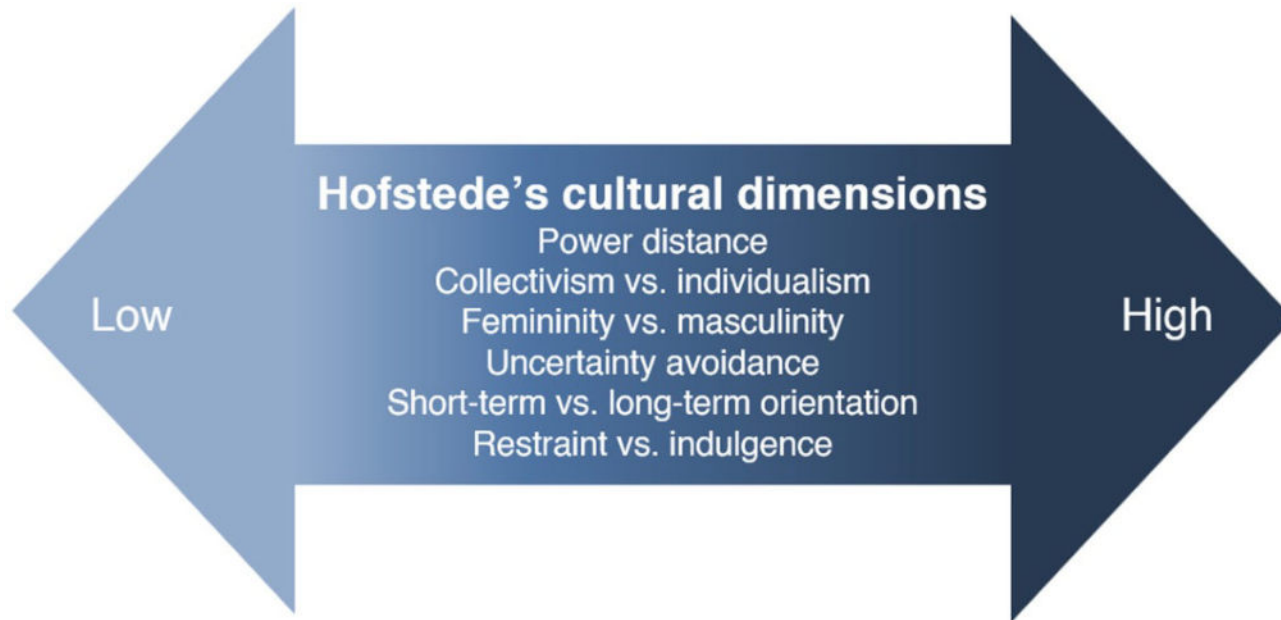 Hofstede's cultural dimensions
Power distance
Collectivism vs. individualism
Femininity vs. masculinity
Low
High
Uncertainty avoidance
Short-term vs. long-term orientation
Restraint vs. indulgence